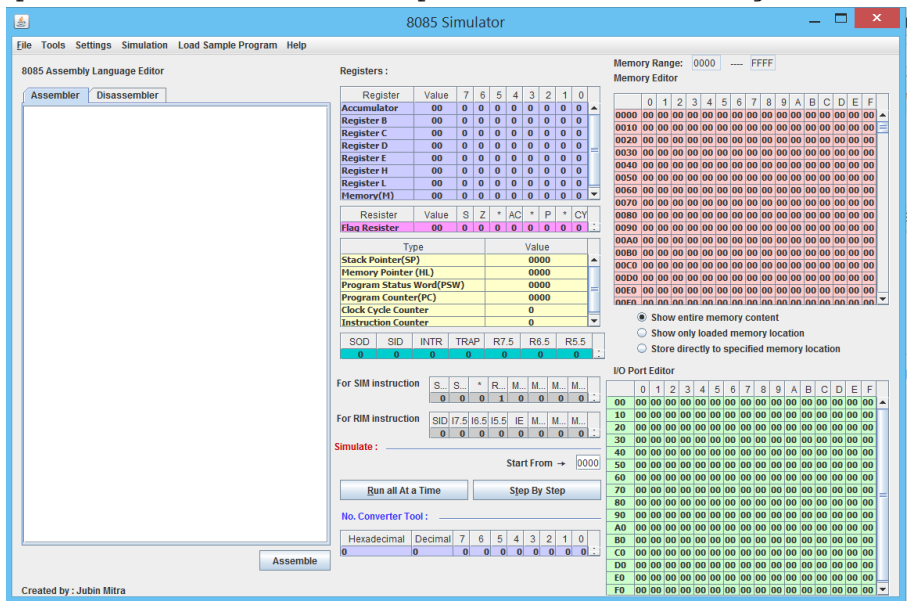 8085 Simulator
File Tools Settings Simulation Load Sample Program Help
8085 Assembly Language Editor
Assembler Disassembler
Assemble
Created by : Jubin Mitra
Registers :
Register Value 7 6 5 4 3 2 1 0
Accumulator 00 0 0 0 0 0 0 0 0
Register B 00 0 0 0 0 0 0 0 0
Register C 00 0 0 0 0 0 0 0 0
Register D 00 0 0 0 0 0 0 0 0
Register E 00 0 0 0 0 0 0 0 0
Register H 00 0 0 0 0 0 0 0 0
Register L 00 0 0 0 0 0 0 0 0
Memory(M) 00 0 0 0 0 0 0 0 0
Resister Value S Z * AC * P * CY
Flag Resister 00 0 0 0 0 0 0 0 0
Type Value
Stack Pointer(SP) 0000
Memory Pointer (HL) 0000
Program Status Word(PSW) 0000
Program Counter(PC) 0000
Clock Cycle Counter 0
Instruction Counter 0
SOD SID INTR TRAP R7.5 R6.5 R5.5
0 0 0 0 0 0 0
For SIM instruction S... S... * R... M... M... M... M...
0 0 0 1 0 0 0 0
For RIM instruction SID I7.5 I6.5 I5.5 IE M... M... M...
0 0 0 0 0 0 0 0
Simulate :
Start From → 0000
Run all At a Time Step By Step
No. Converter Tool :
Hexadecimal Decimal 7 6 5 4 3 2 1 0
0 0 0 0 0 0 0 0 0 0
Memory Range: 0000 ---- FFFF
Memory Editor
0 1 2 3 4 5 6 7 8 9 A B C D E F
0000 00 00 00 00 00 00 00 00 00 00 00 00 00 00 00 00
0010 00 00 00 00 00 00 00 00 00 00 00 00 00 00 00 00
0020 00 00 00 00 00 00 00 00 00 00 00 00 00 00 00 00
0030 00 00 00 00 00 00 00 00 00 00 00 00 00 00 00 00
0040 00 00 00 00 00 00 00 00 00 00 00 00 00 00 00 00
0050 00 00 00 00 00 00 00 00 00 00 00 00 00 00 00 00
0060 00 00 00 00 00 00 00 00 00 00 00 00 00 00 00 00
0070 00 00 00 00 00 00 00 00 00 00 00 00 00 00 00 00
0080 00 00 00 00 00 00 00 00 00 00 00 00 00 00 00 00
0090 00 00 00 00 00 00 00 00 00 00 00 00 00 00 00 00
00A0 00 00 00 00 00 00 00 00 00 00 00 00 00 00 00 00
00B0 00 00 00 00 00 00 00 00 00 00 00 00 00 00 00 00
00C0 00 00 00 00 00 00 00 00 00 00 00 00 00 00 00 00
00D0 00 00 00 00 00 00 00 00 00 00 00 00 00 00 00 00
00E0 00 00 00 00 00 00 00 00 00 00 00 00 00 00 00 00
00F0 00 00 00 00 00 00 00 00 00 00 00 00 00 00 00 00
Show entire memory content
Show only loaded memory location
Store directly to specified memory location
I/O Port Editor
0 1 2 3 4 5 6 7 8 9 A B C D E F
00 00 00 00 00 00 00 00 00 00 00 00 00 00 00 00 00
10 00 00 00 00 00 00 00 00 00 00 00 00 00 00 00 00
20 00 00 00 00 00 00 00 00 00 00 00 00 00 00 00 00
30 00 00 00 00 00 00 00 00 00 00 00 00 00 00 00 00
40 00 00 00 00 00 00 00 00 00 00 00 00 00 00 00 00
50 00 00 00 00 00 00 00 00 00 00 00 00 00 00 00 00
60 00 00 00 00 00 00 00 00 00 00 00 00 00 00 00 00
70 00 00 00 00 00 00 00 00 00 00 00 00 00 00 00 00
80 00 00 00 00 00 00 00 00 00 00 00 00 00 00 00 00
90 00 00 00 00 00 00 00 00 00 00 00 00 00 00 00 00
A0 00 00 00 00 00 00 00 00 00 00 00 00 00 00 00 00
B0 00 00 00 00 00 00 00 00 00 00 00 00 00 00 00 00
C0 00 00 00 00 00 00 00 00 00 00 00 00 00 00 00 00
D0 00 00 00 00 00 00 00 00 00 00 00 00 00 00 00 00
E0 00 00 00 00 00 00 00 00 00 00 00 00 00 00 00 00
F0 00 00 00 00 00 00 00 00 00 00 00 00 00 00 00 00